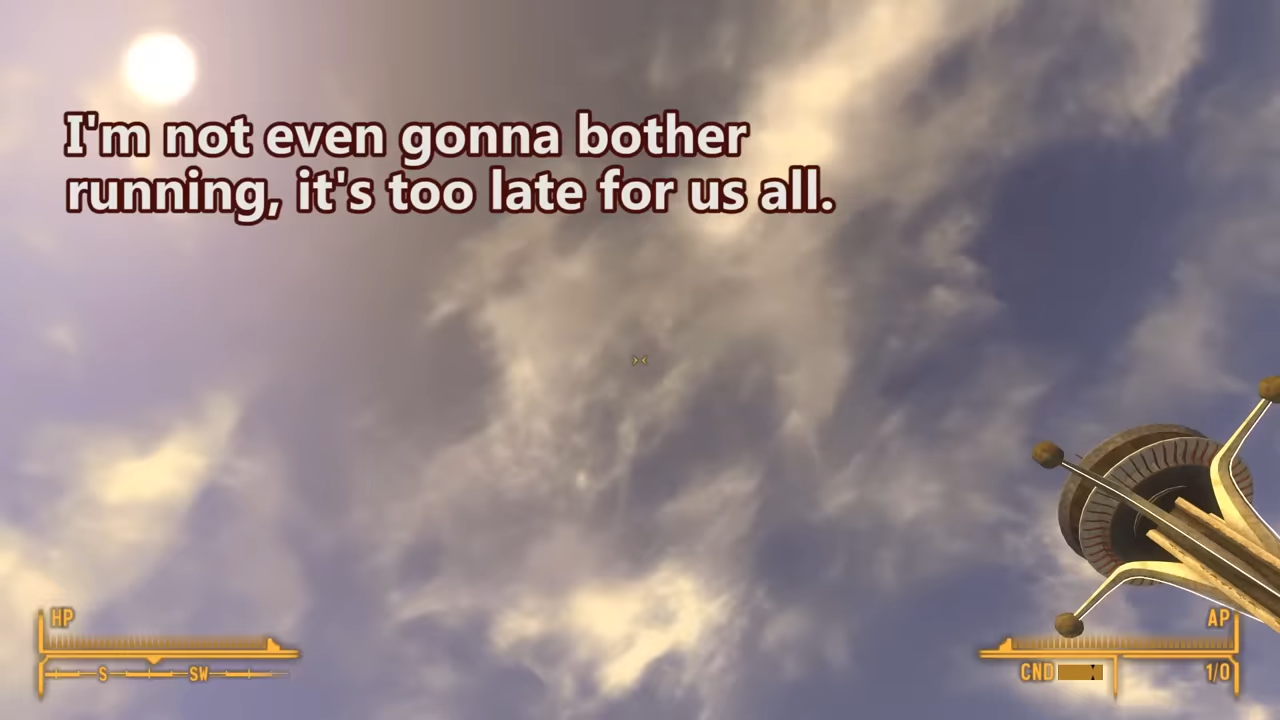 I'm not even gonna bother
running, it's too late for us all.
HP
S SW
AP
CND 1/0